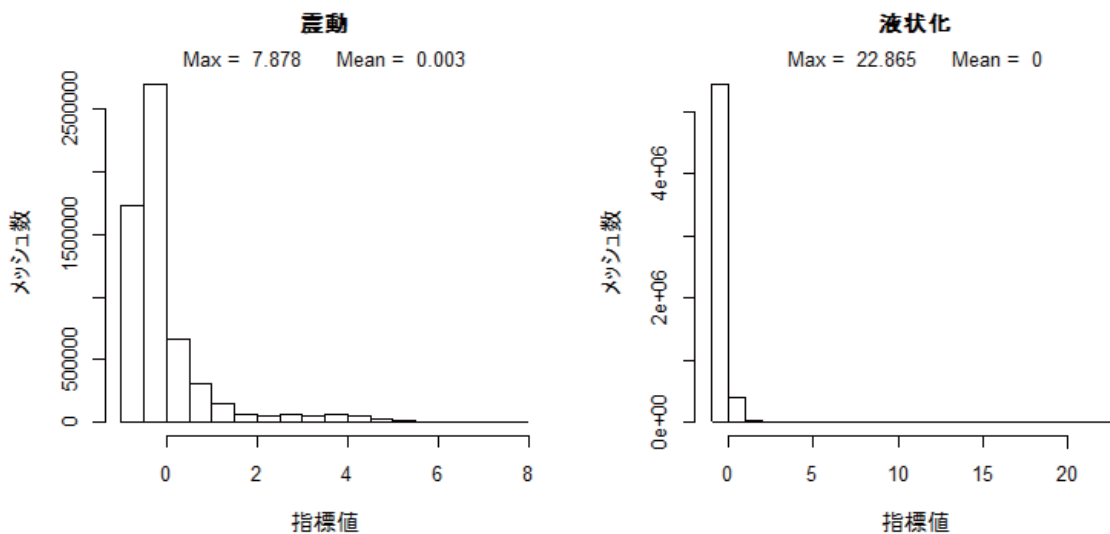 震動
Max = 7.878 Mean = 0.003
メッシュ数
0
500000
1500000
2500000
0
2
4
6
8
指標値
液状化
Max = 22.865 Mean = 0
メッシュ数
0e+00
2e+06
4e+06
0
5
10
15
20
指標値